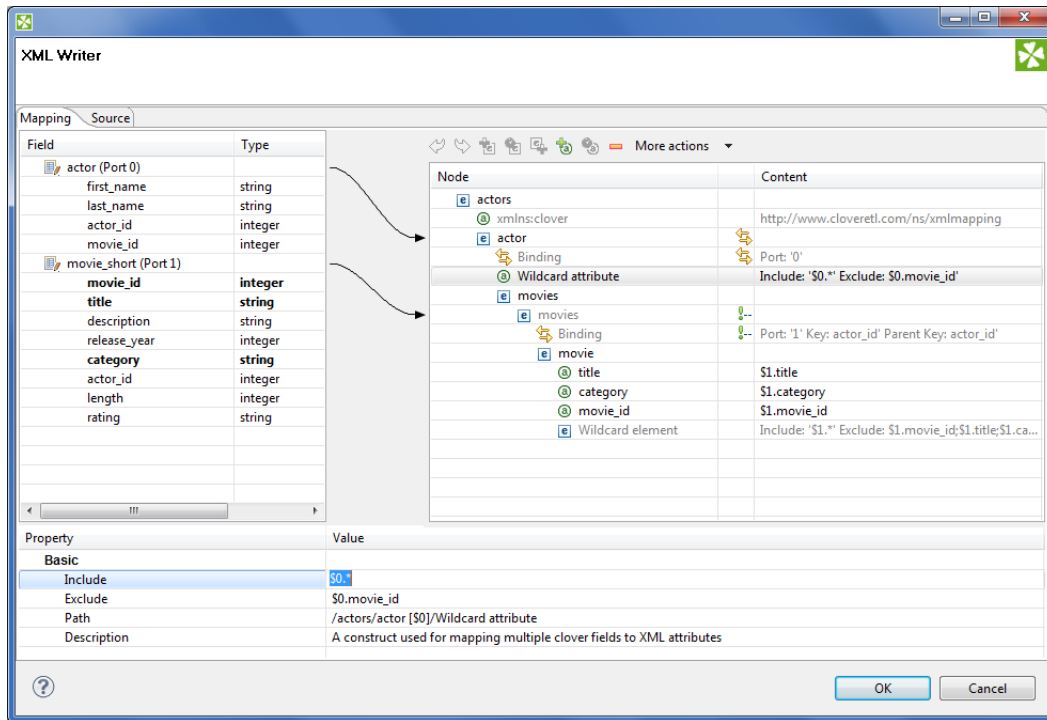 XML Writer
Mapping Source
Field Type
actor (Port 0)
first_name string
last_name string
actor_id integer
movie_id integer
movie_short (Port 1)
movie_id integer
title string
description string
release_year integer
category string
actor_id integer
length integer
rating string
More actions
Node Content
actors
xmlns:clover http://www.cloveretl.com/ns/xmlmapping
actor
Binding Port: '0'
Wildcard attribute Include: '$0.*' Exclude: $0.movie_id'
movies
movies
Binding Port: '1' Key: actor_id' Parent Key: actor_id'
movie
title $1.title
category $1.category
movie_id $1.movie_id
Wildcard element Include: '$1.*' Exclude: $1.movie_id;$1.title;$1.ca...
Property Value
Basic
Include $0.*
Exclude $0.movie_id
Path /actors/actor [$0]/Wildcard attribute
Description A construct used for mapping multiple clover fields to XML attributes
OK Cancel